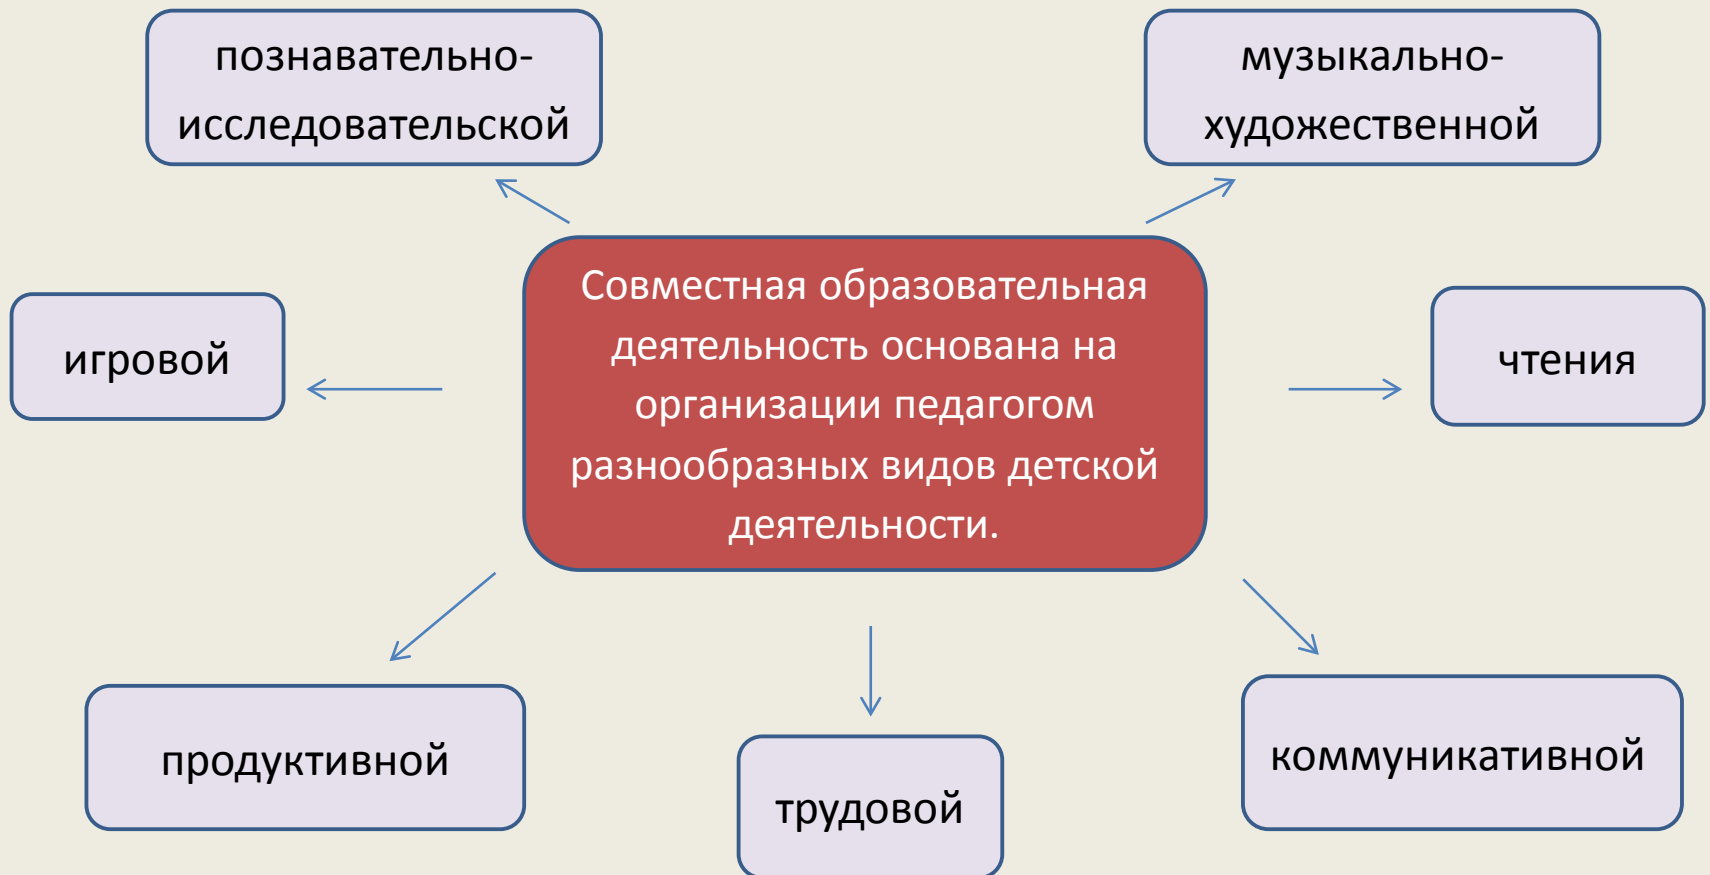 познавательно-
исследовательской
музыкально-
художественной
Совместная образовательная
деятельность основана на
организации педагогом
разнообразных видов детской
деятельности.
игровой
чтения
продуктивной
трудовой
коммуникативной